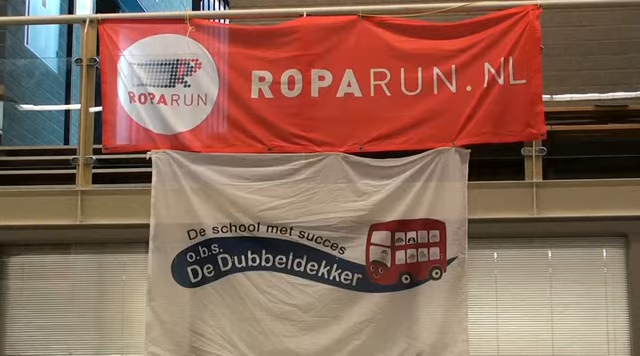 ROPARUN.NL
ROPARUN
De school met succes
o.b.s.
De Dubbeldekker